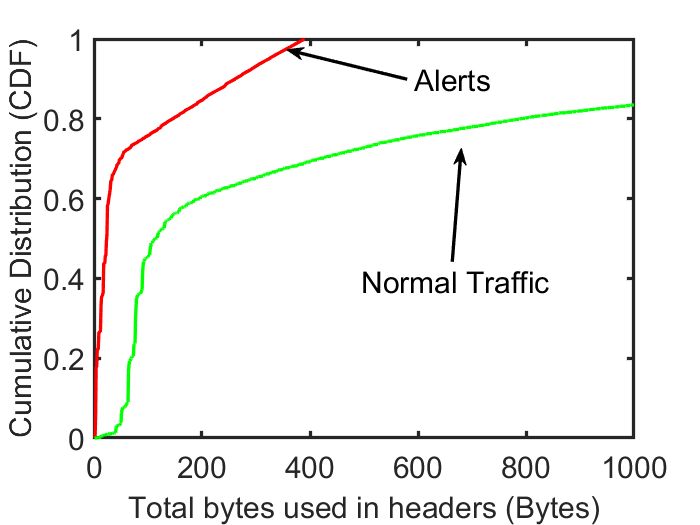 1
0.8
0.6
0.4
0.2
0
Cumulative Distribution (CDF)
Alerts
Normal Traffic
0 200 400 600 800 1000
Total bytes used in headers (Bytes)